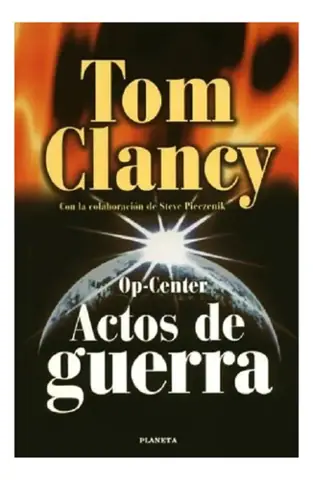 Tom
Clancy
Con la colaboración de Steve Pieczenik
Op-Center
Actos de
guerra
PLANETA